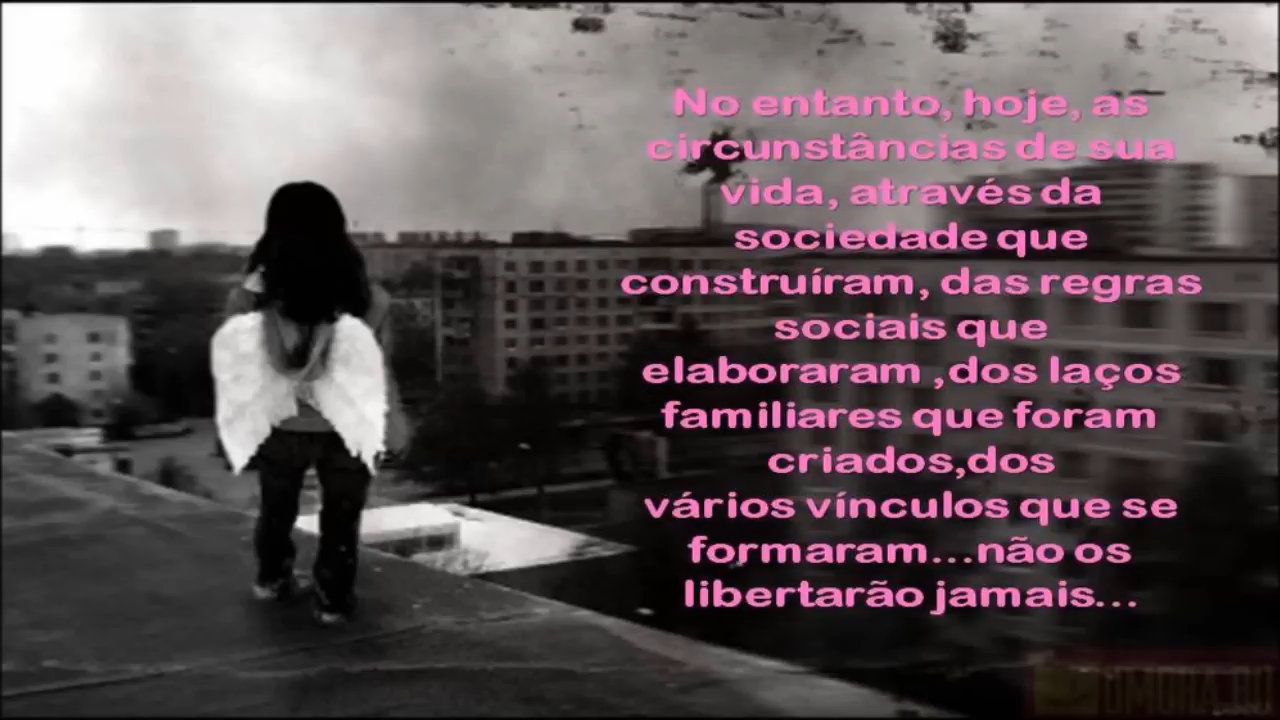 No entanto, hoje, as
circunstâncias de sua
vida, através da
sociedade que
construíram, das regras
sociais que
elaboraram ,dos laços
familiares que foram
criados,dos
vários vínculos que se
formaram...não os
libertarão jamais...